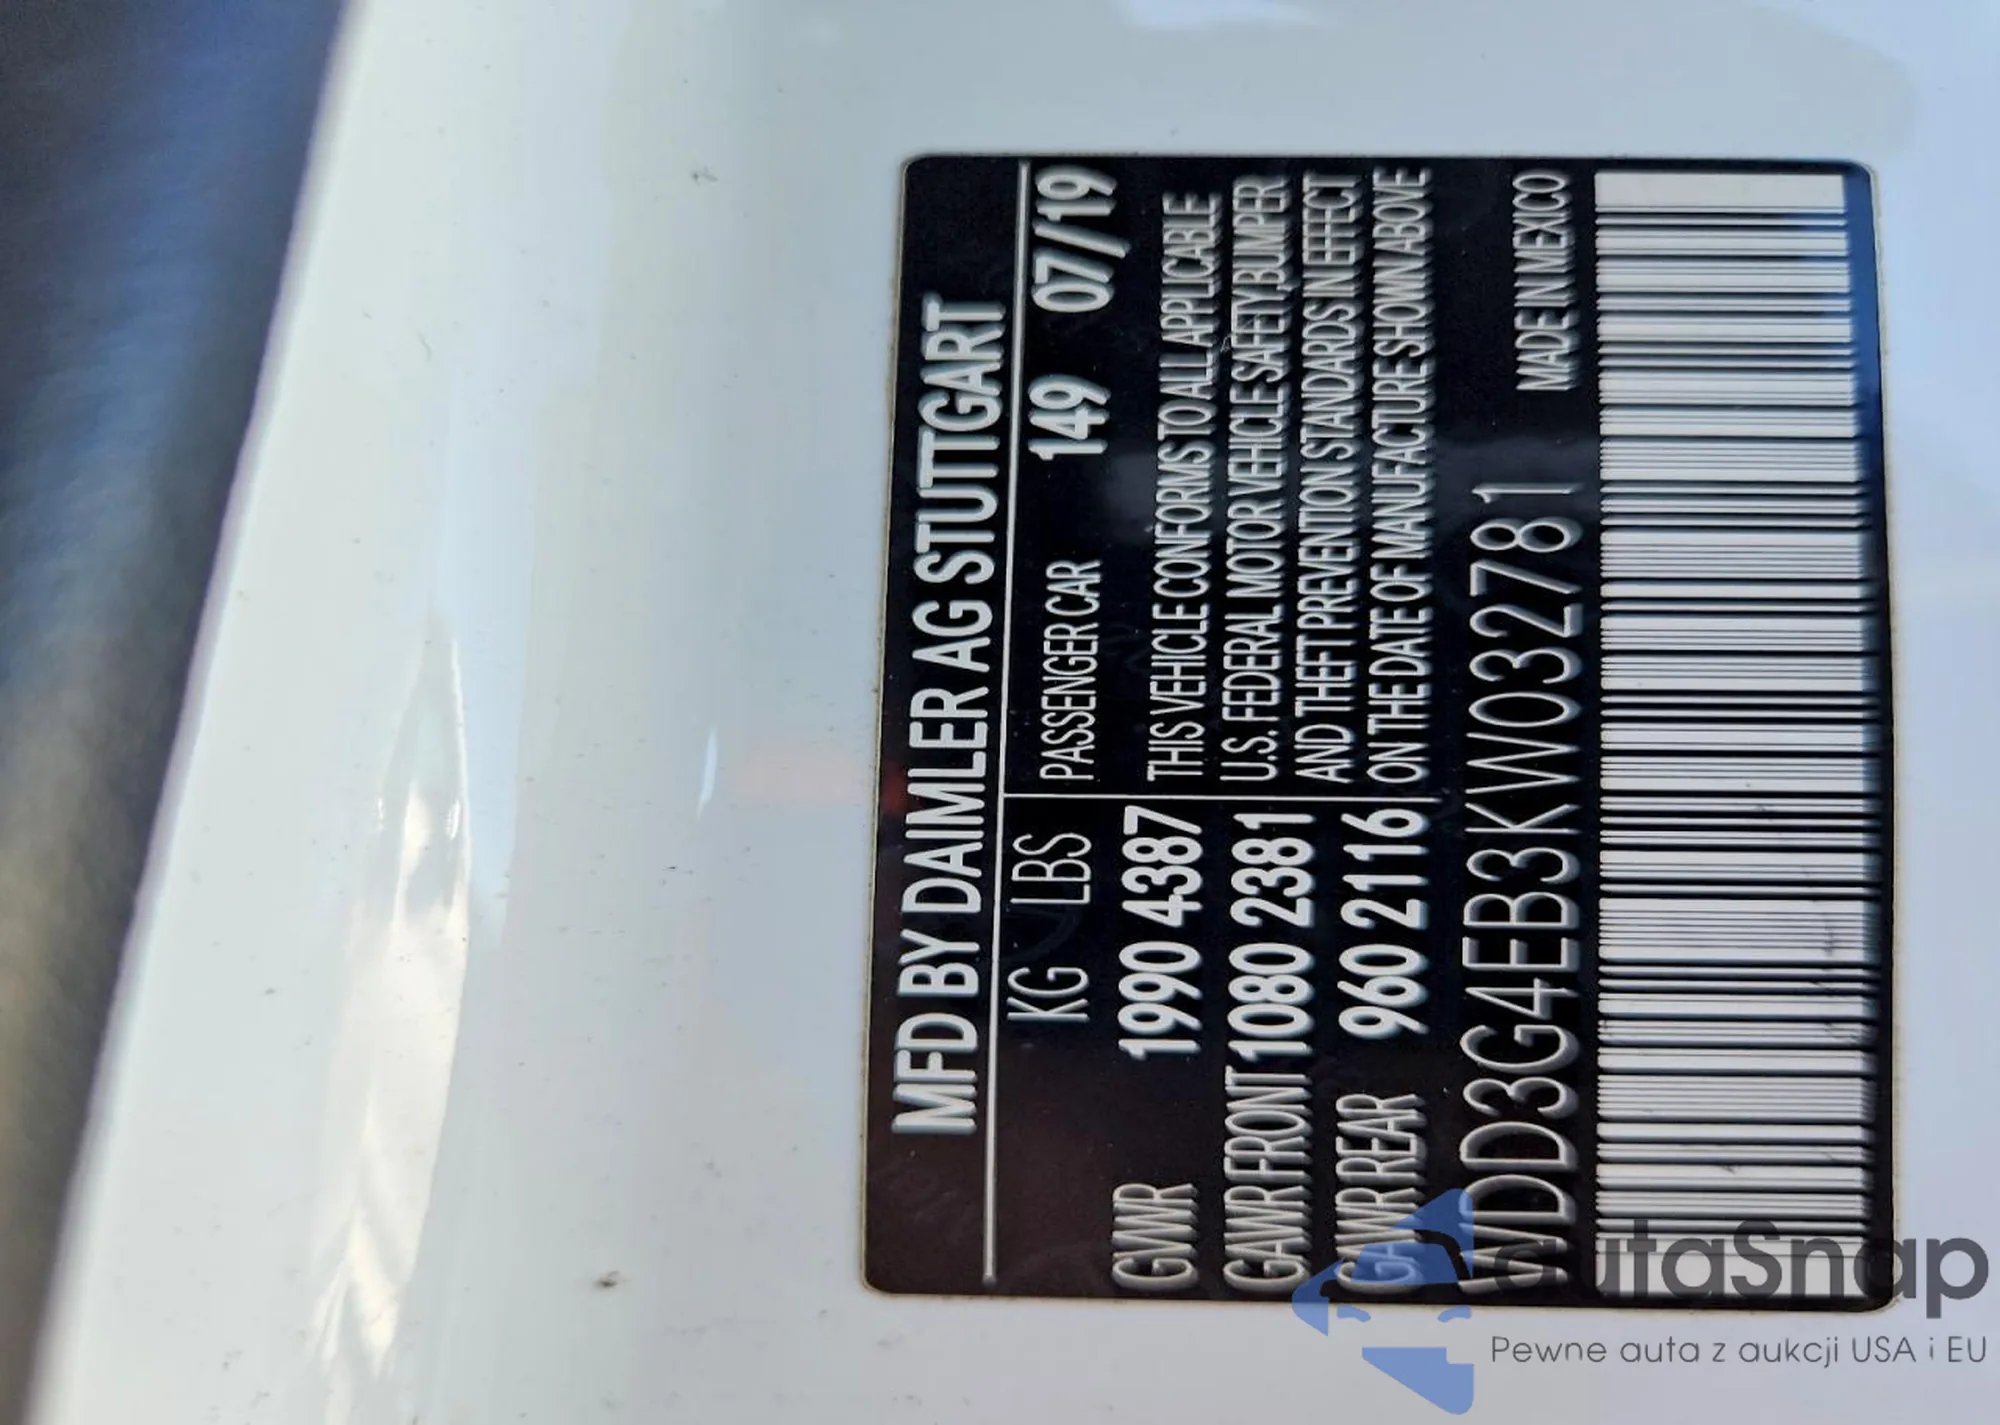 MFD BY DAIMLER AG STUTTGART
KG LBS PASSENGER CAR 149 07/19
GVWR 1990 4387
GAWR FRONT 1080 2381
GAWR REAR 960 2116
THIS VEHICLE CONFORMS TO ALL APPLICABLE
U.S. FEDERAL MOTOR VEHICLE SAFETY,BUMPER
AND THEFT PREVENTION STANDARDS IN EFFECT
ON THE DATE OF MANUFACTURE SHOWN ABOVE
WDD3G4EB3KW032781 MADE IN MEXICO
autaSnap
Pewne auta z aukcji USA i EU